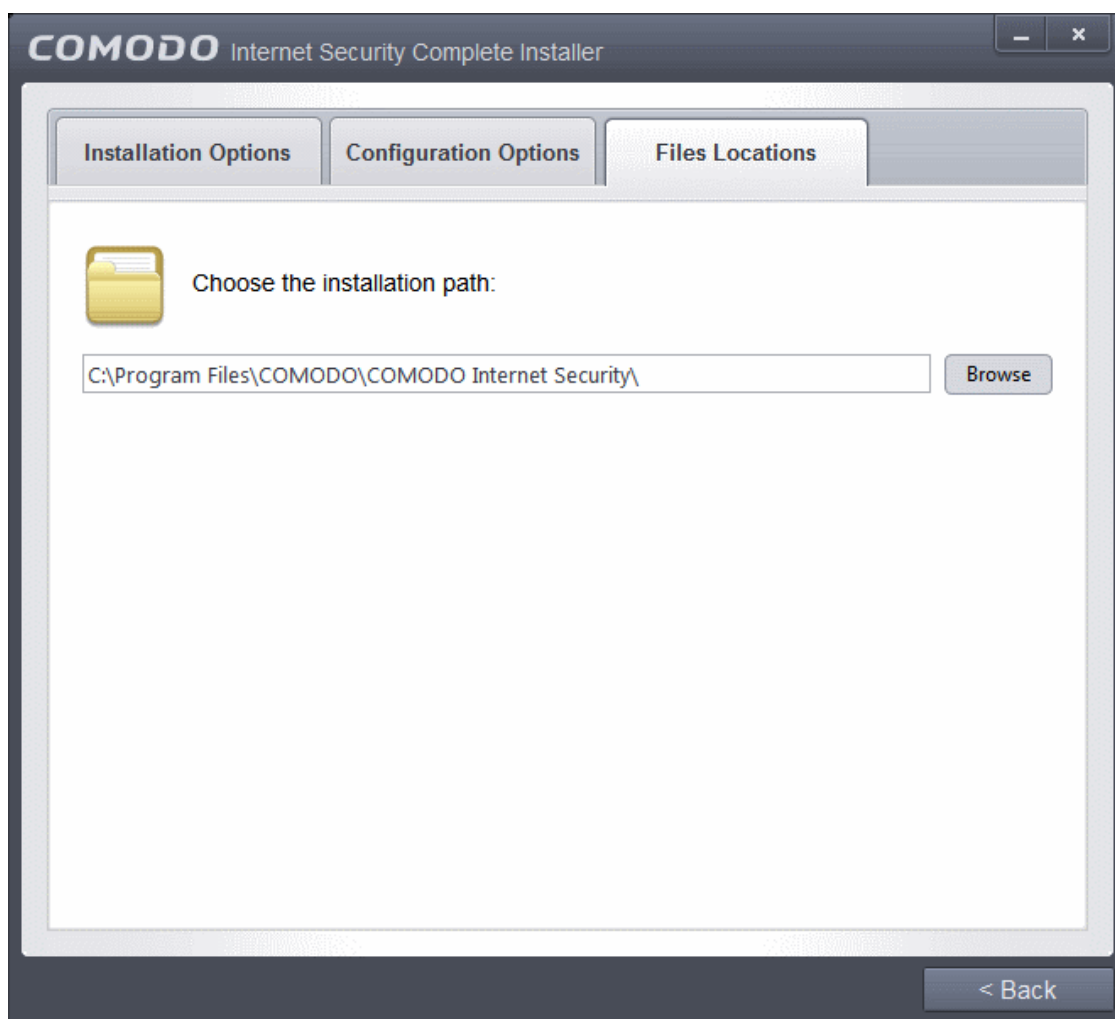 COMODO Internet Security Complete Installer
Installation Options Configuration Options Files Locations
Choose the installation path:
C:\Program Files\COMODO\COMODO Internet Security\ Browse
< Back